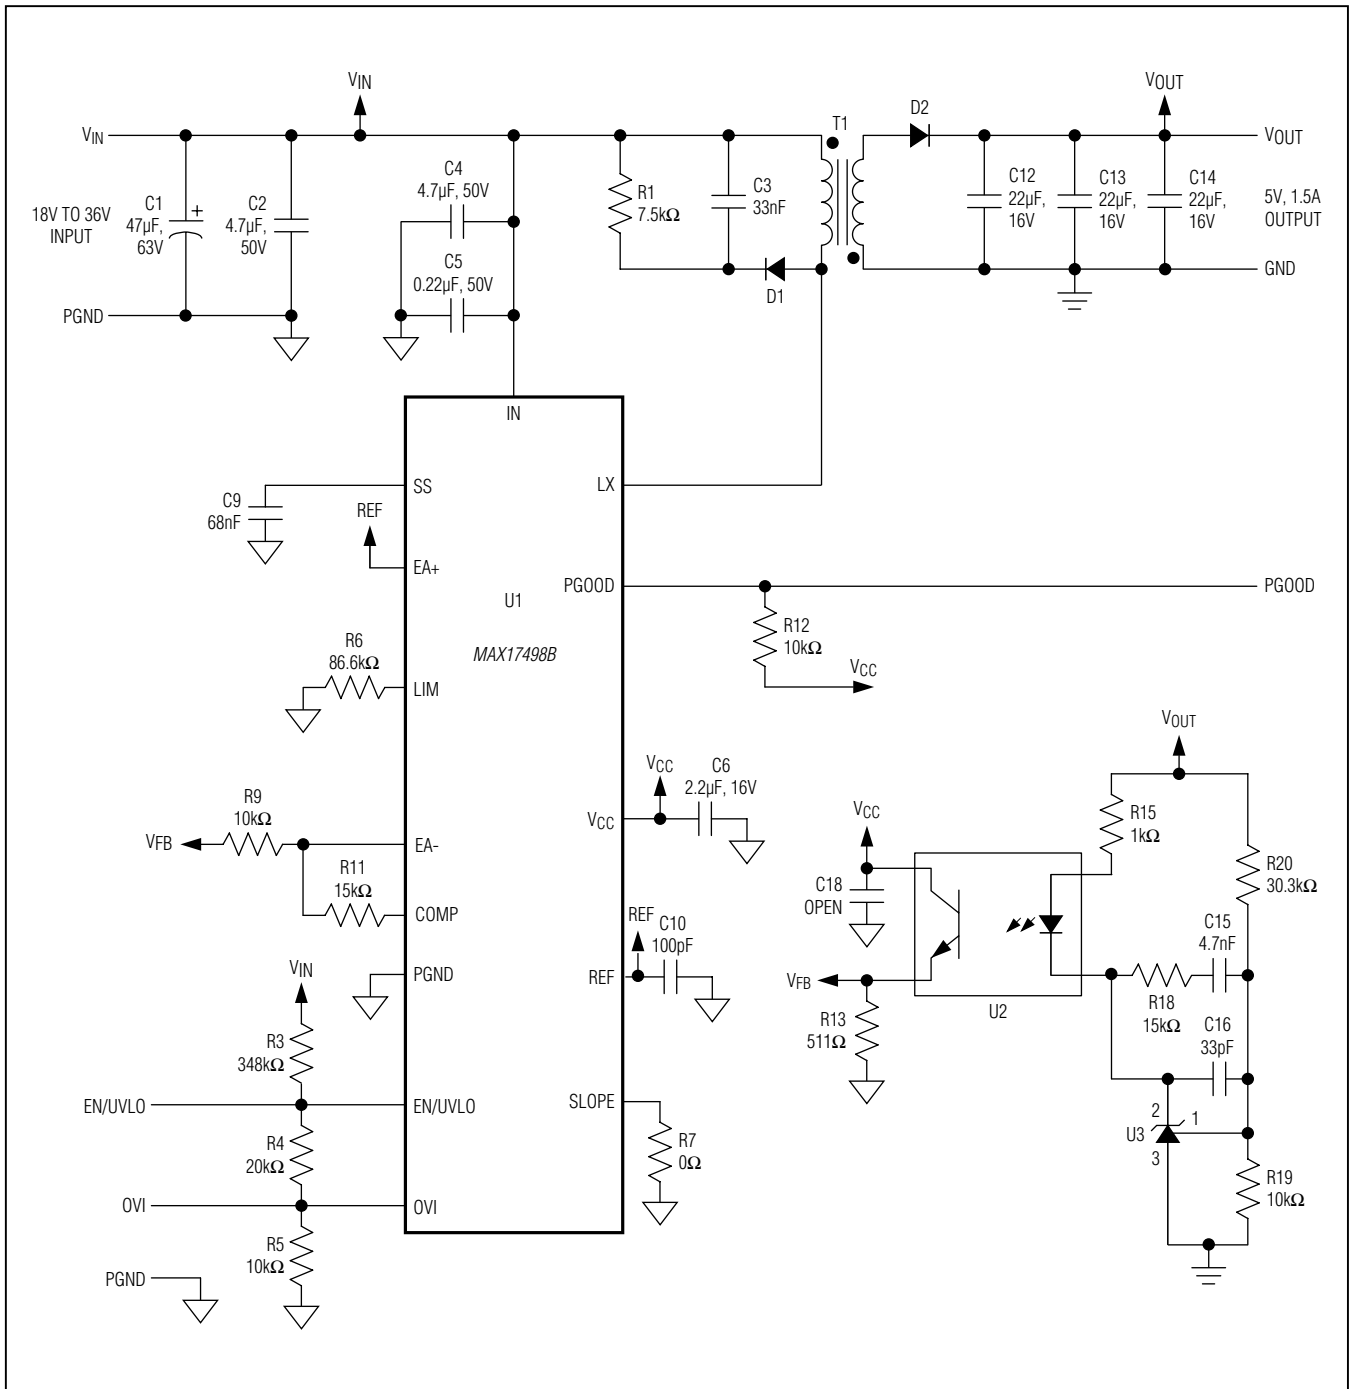 VIN
VOUT
T1
D2
VIN
VOUT
18V TO 36V
INPUT
C1
47µF,
63V
+
C2
4.7µF,
50V
C4
4.7µF, 50V
C5
0.22µF, 50V
R1
7.5kΩ
C3
33nF
D1
C12
22µF,
16V
C13
22µF,
16V
C14
22µF,
16V
5V, 1.5A
OUTPUT
PGND
GND
IN
SS
LX
C9
68nF
REF
EA+
PGOOD
PGOOD
U1
MAX17498B
R12
10kΩ
VCC
R6
86.6kΩ
LIM
VCC
C6
2.2µF, 16V
VCC
R9
10kΩ
VFB
EA-
R11
15kΩ
COMP
REF
C10
100pF
REF
PGND
VIN
R3
348kΩ
EN/UVLO
EN/UVLO
SLOPE
R4
20kΩ
R7
0Ω
OVI
OVI
R5
10kΩ
PGND
VOUT
VCC
R15
1kΩ
C18
OPEN
R20
30.3kΩ
C15
4.7nF
VFB
U2
R18
15kΩ
R13
511Ω
C16
33pF
2
1
U3
3
R19
10kΩ